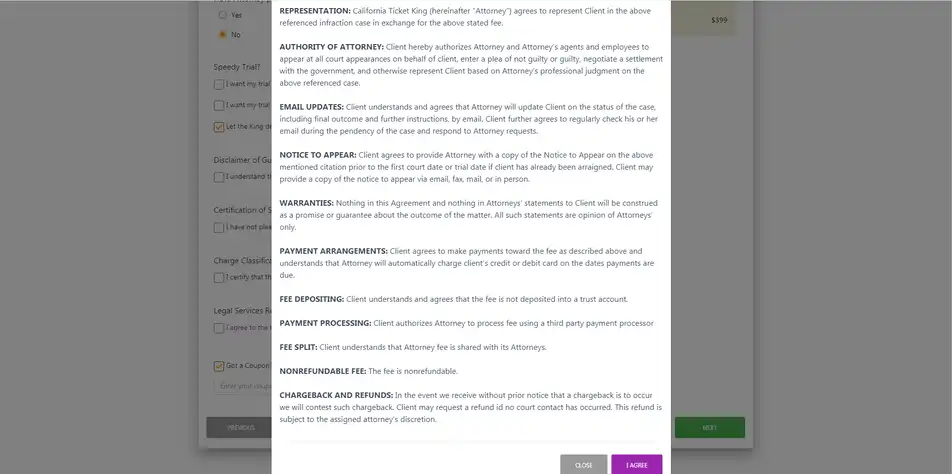 REPRESENTATION: California Ticket King (hereinafter "Attorney") agrees to represent Client in the above
referenced infraction case in exchange for the above stated fee.
AUTHORITY OF ATTORNEY: Client hereby authorizes Attorney and Attorney's agents and employees to
appear at all court appearances on behalf of client, enter a plea of not guilty or guilty, negotiate a settlement
with the government, and otherwise represent Client based on Attorney's professional judgment on the
above referenced case.
EMAIL UPDATES: Client understands and agrees that Attorney will update Client on the status of the case,
including final outcome and further instructions, by email. Client further agrees to regularly check his or her
email during the pendency of the case and respond to Attorney requests.
NOTICE TO APPEAR: Client agrees to provide Attorney with a copy of the Notice to Appear on the above
mentioned citation prior to the first court date or trial date if client has already been arraigned. Client may
provide a copy of the notice to appear via email, fax, mail, or in person.
WARRANTIES: Nothing in this Agreement and nothing in Attorneys' statements to Client will be construed
as a promise or guarantee about the outcome of the matter. All such statements are opinion of Attorneys'
only.
PAYMENT ARRANGEMENTS: Client agrees to make payments toward the fee as described above and
understands that Attorney will automatically charge client's credit or debit card on the dates payments are
due.
FEE DEPOSITING: Client understands and agrees that the fee is not deposited into a trust account.
PAYMENT PROCESSING: Client authorizes Attorney to process fee using a third party payment processor
FEE SPLIT: Client understands that Attorney fee is shared with its Attorneys.
NONREFUNDABLE FEE: The fee is nonrefundable.
CHARGEBACK AND REFUNDS: In the event we receive without prior notice that a chargeback is to occur
we will contest such chargeback. Client may request a refund id no court contact has occurred. This refund is
subject to the assigned attorney's discretion.
CLOSE
I AGREE
Yes
No
Speedy Trial?
I want my trial
I want my trial
Let the King de
Disclaimer of Gu
I understand th
Certification of S
I have not plea
Charge Classifica
I certify that th
Legal Services Re
I agree to the
Got a Coupon?
Enter your coupo
PREVIOUS
$399
NEXT